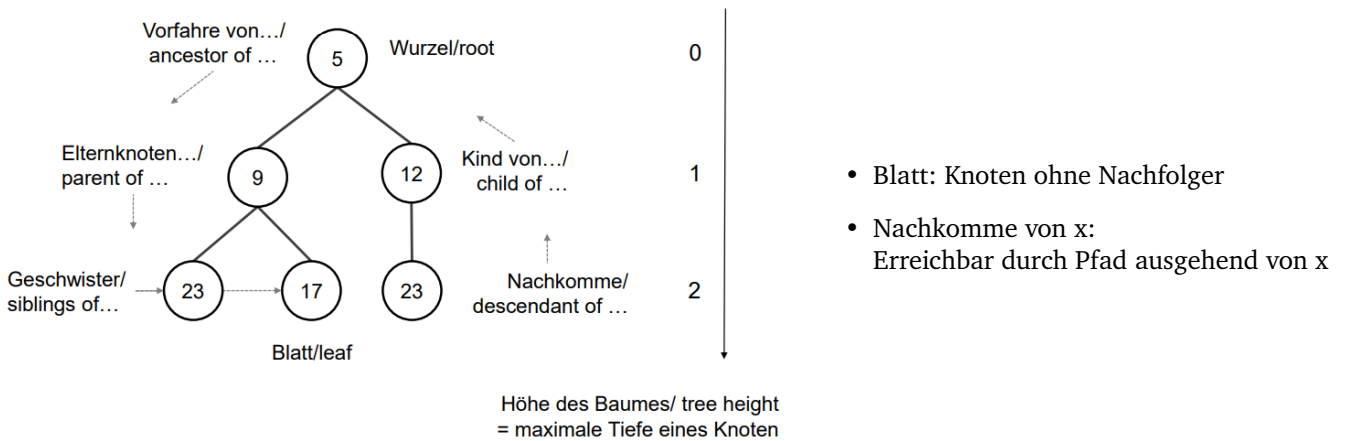 Vorfahre von…/
ancestor of …
5
Wurzel/root
0
Elternknoten…/
parent of …
9
12
Kind von…/
child of …
1
Geschwister/
siblings of…
23
17
23
Nachkomme/
descendant of …
2
Blatt/leaf
Höhe des Baumes/ tree height
= maximale Tiefe eines Knoten
• Blatt: Knoten ohne Nachfolger
• Nachkomme von x:
Erreichbar durch Pfad ausgehend von x